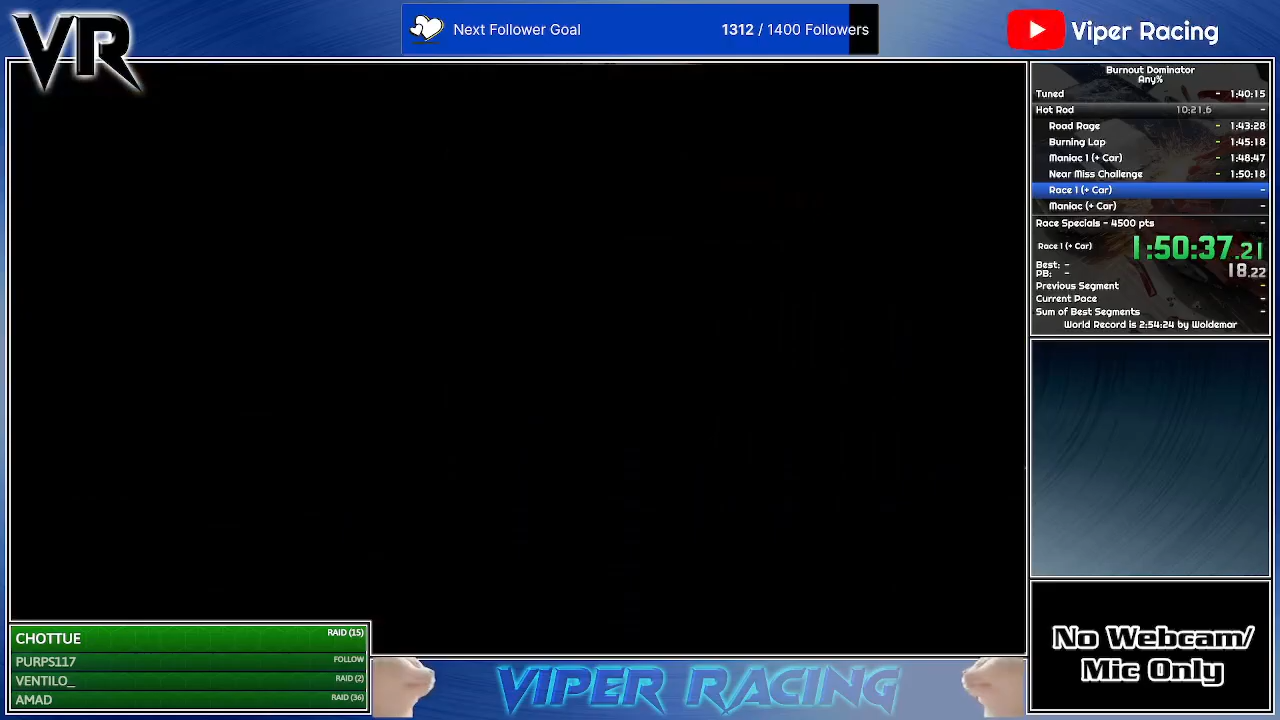 VR
Next Follower Goal 1312 / 1400 Followers
Viper Racing
Burnout Dominator
Any%
Tuned - 1:40:15
Hot Rod 10:21.6 -
Road Rage - 1:43:28
Burning Lap - 1:45:18
Maniac 1 (+ Car) - 1:48:47
Near Miss Challenge - 1:50:18
Race 1 (+ Car) -
Maniac (+ Car) -
Race Specials - 4500 pts -
Race 1 (+ Car) 1:50:37.21
Best: -
PB: - 18.22
Previous Segment -
Current Pace -
Sum of Best Segments -
World Record is 2:54:24 by Woldemar
No Webcam/
Mic Only
CHOTTUE RAID (15)
PURPS117 FOLLOW
VENTILO_ RAID (2)
AMAD RAID (36)
VIPER RACING